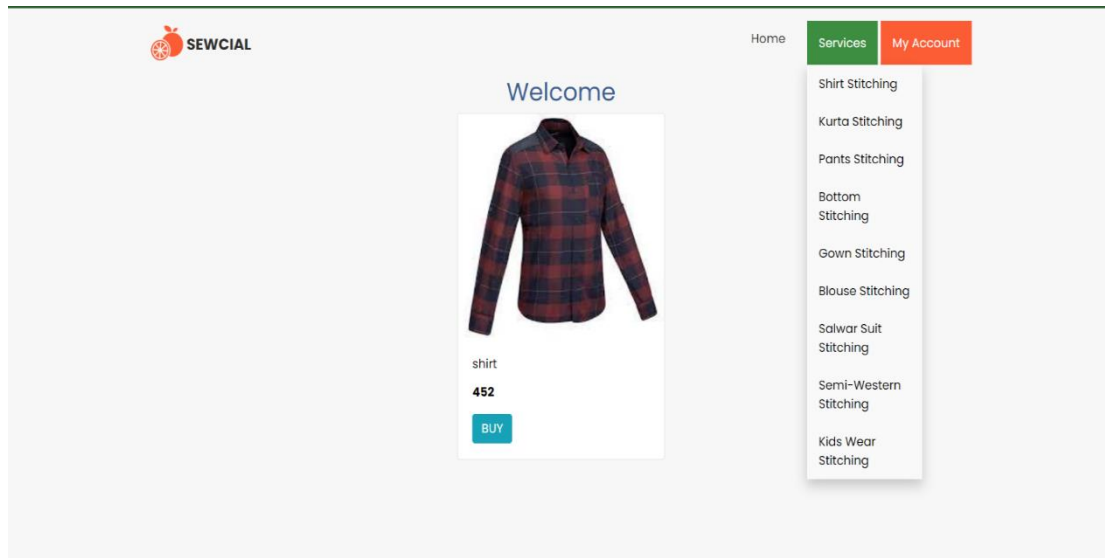 SEWCIAL
Home
Services
My Account
Welcome
shirt
452
BUY
Shirt Stitching
Kurta Stitching
Pants Stitching
Bottom
Stitching
Gown Stitching
Blouse Stitching
Salwar Suit
Stitching
Semi-Western
Stitching
Kids Wear
Stitching